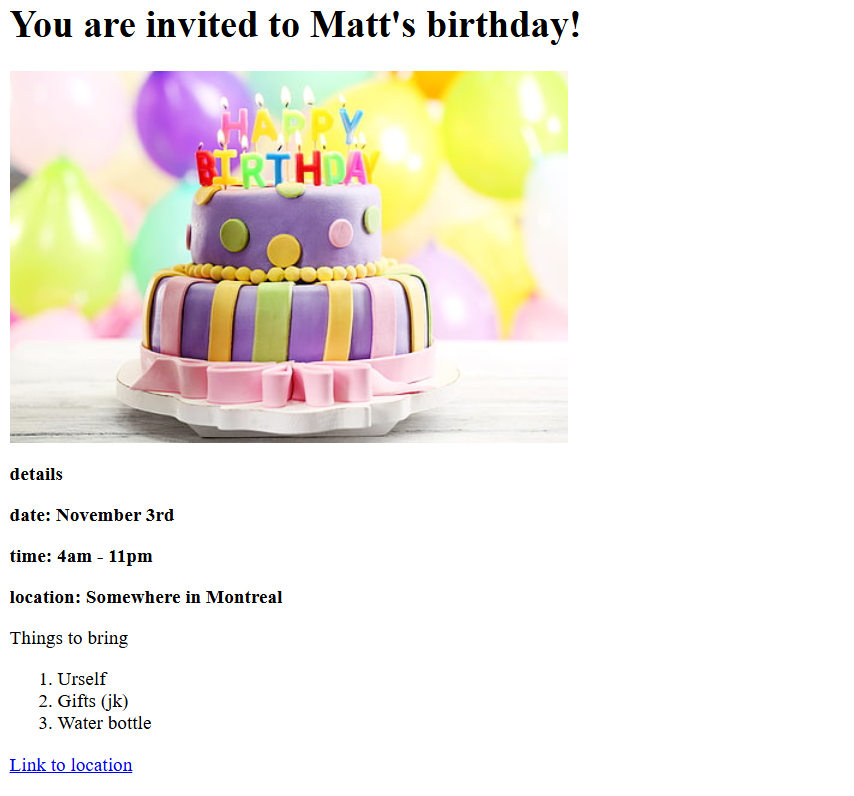 You are invited to Matt's birthday!
HAPPY
BIRTHDAY
details
date: November 3rd
time: 4am - 11pm
location: Somewhere in Montreal
Things to bring
1. Urself
2. Gifts (jk)
3. Water bottle
Link to location